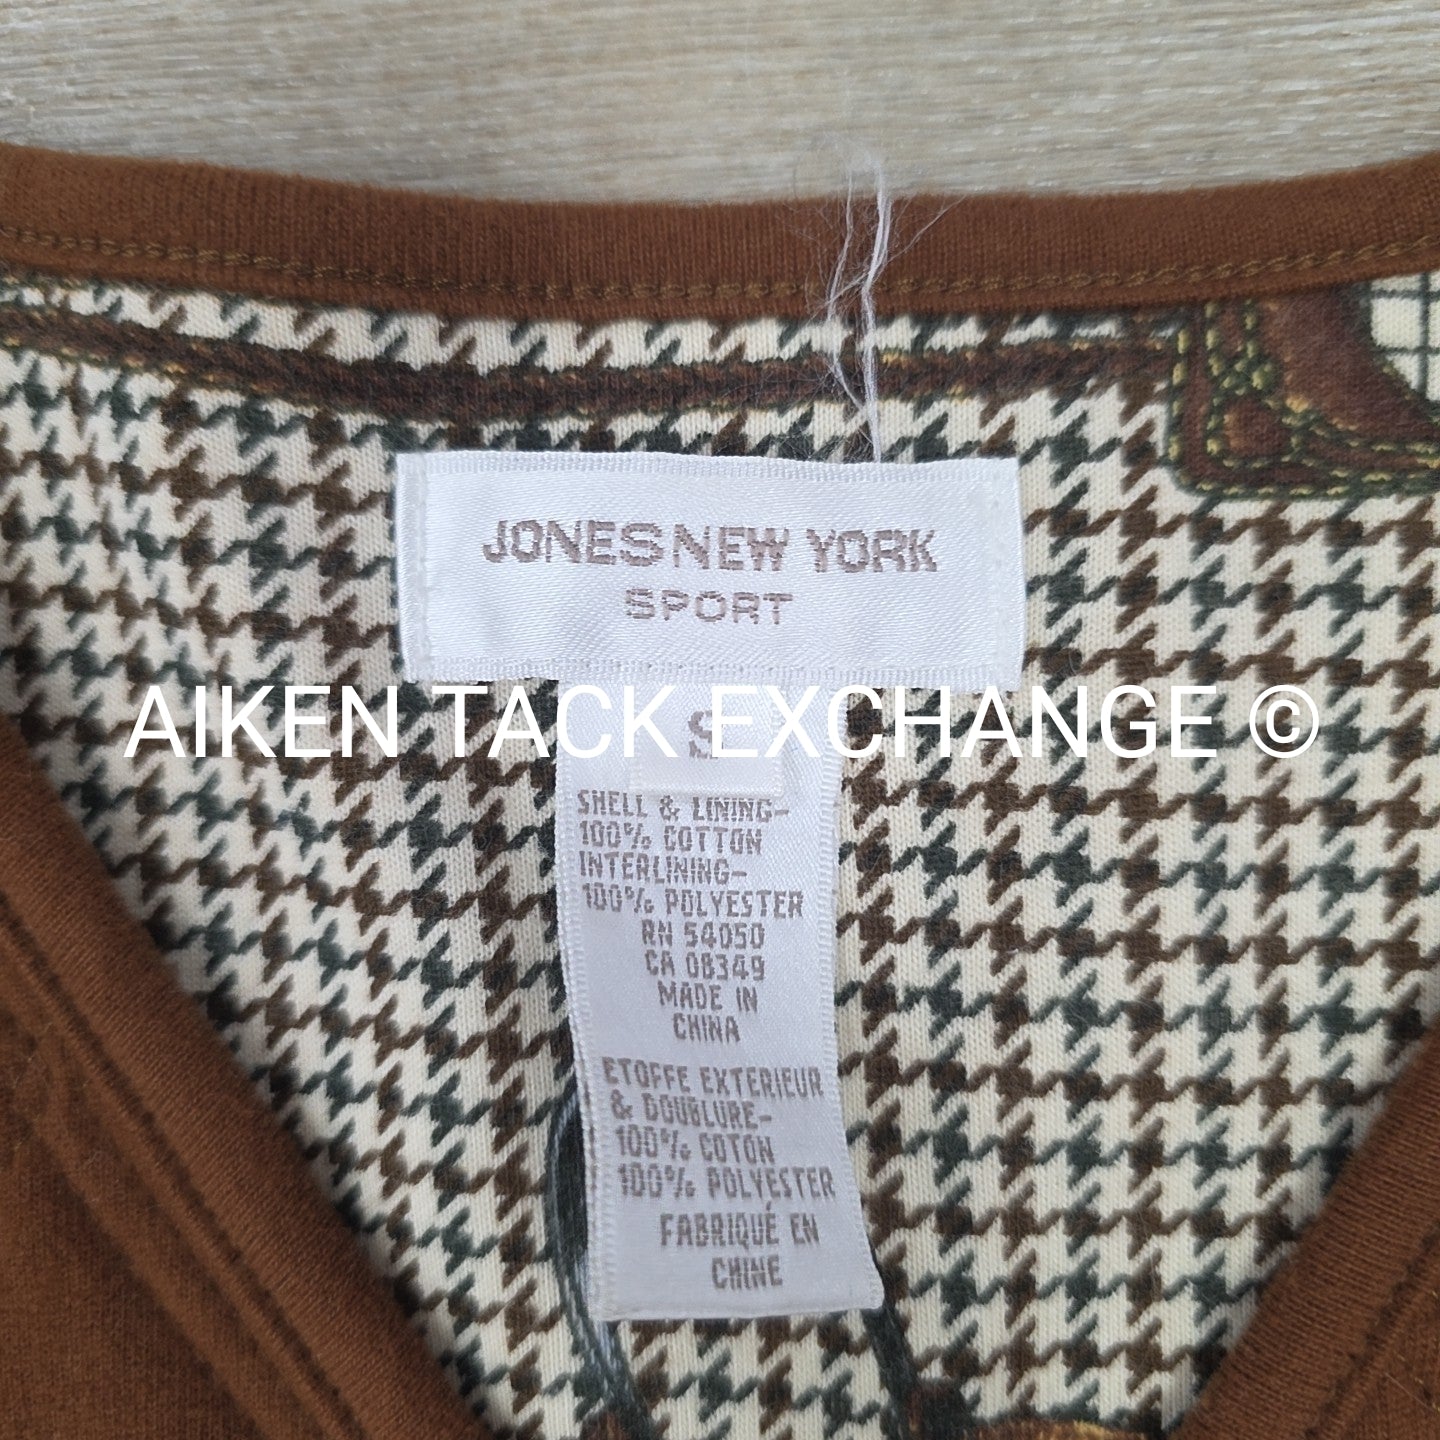 JONES NEW YORK
SPORT
AIKEN TACK EXCHANGE ©
S
SHELL & LINING-
100% COTTON
INTERLINING-
100% POLYESTER
RN 54050
CA 08349
MADE IN
CHINA
ETOFFE EXTERIEUR
& DOUBLURE-
100% COTON
100% POLYESTER
FABRIQUÉ EN
CHINE